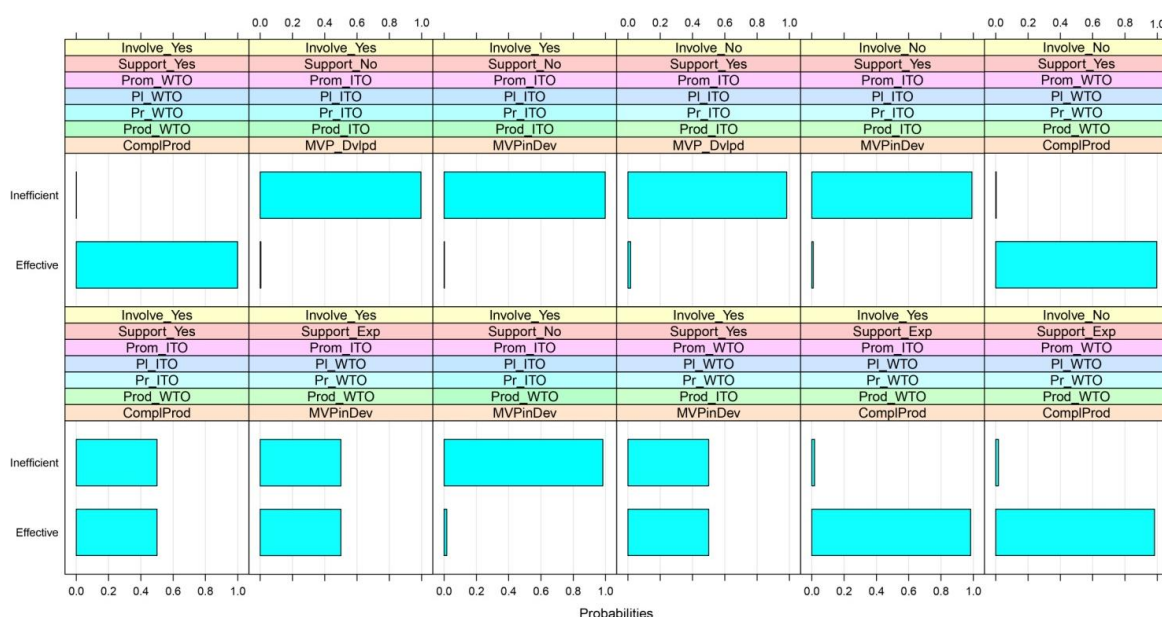 0.0 0.2 0.4 0.6 0.8 1.0 0.0 0.2 0.4 0.6 0.8 1.0 0.0 0.2 0.4 0.6 0.8 1.0
Involve_Yes Involve_Yes Involve_Yes Involve_No Involve_No Involve_No
Support_Yes Support_No Support_No Support_Yes Support_Yes Support_Yes
Prom_WTO Prom_ITO Prom_ITO Prom_ITO Prom_ITO Prom_WTO
Pl_WTO Pl_ITO Pl_ITO Pl_ITO Pl_ITO Pl_WTO
Pr_WTO Pr_ITO Pr_ITO Pr_ITO Pr_ITO Pr_WTO
Prod_WTO Prod_ITO Prod_ITO Prod_ITO Prod_ITO Prod_WTO
ComplProd MVP_Dvlpd MVPinDev MVP_Dvlpd MVPinDev ComplProd
Inefficient
Effective
Involve_Yes Involve_Yes Involve_Yes Involve_Yes Involve_Yes Involve_No
Support_Yes Support_Exp Support_No Support_Yes Support_Exp Support_Exp
Prom_ITO Prom_ITO Prom_ITO Prom_WTO Prom_ITO Prom_WTO
Pl_ITO Pl_WTO Pl_ITO Pl_WTO Pl_WTO Pl_WTO
Pr_ITO Pr_WTO Pr_ITO Pr_WTO Pr_WTO Pr_WTO
Prod_WTO Prod_WTO Prod_WTO Prod_ITO Prod_WTO Prod_WTO
ComplProd MVPinDev MVPinDev MVPinDev ComplProd ComplProd
Inefficient
Effective
0.0 0.2 0.4 0.6 0.8 1.0 0.0 0.2 0.4 0.6 0.8 1.0 0.0 0.2 0.4 0.6 0.8 1.0
Probabilities